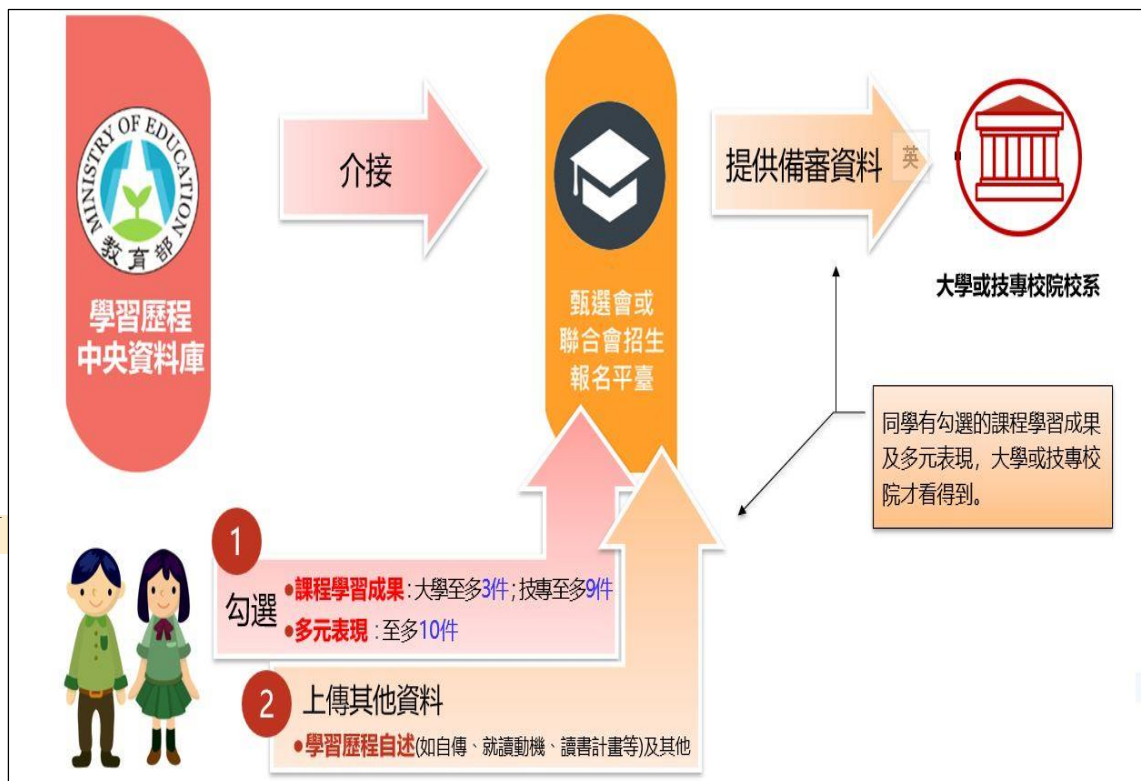 MINISTRY OF EDUCATION
教育部
學習歷程
中央資料庫
介接
甄選會或
聯合會招生
報名平臺
提供備審資料
英
大學或技專校院校系
同學有勾選的課程學習成果
及多元表現，大學或技專校
院才看得到。
1
勾選
●課程學習成果：大學至多3件；技專至多9件
●多元表現：至多10件
2
上傳其他資料
●學習歷程自述(如自傳、就讀動機、讀書計畫等)及其他